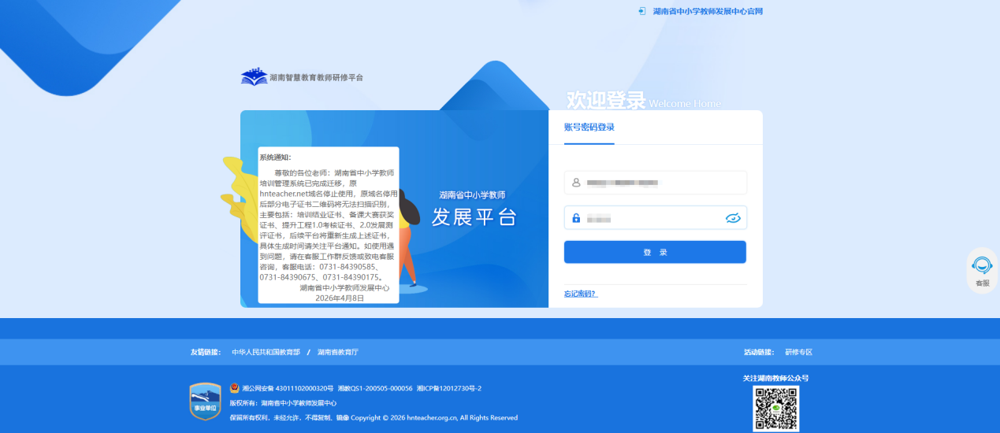 湖南省中小学教师发展中心官网
湖南智慧教育教师研修平台
欢迎登录 Welcome Home
账号密码登录
系统通知：
尊敬的各位老师：湖南省中小学教师
培训管理系统已完成迁移，原
hnteacher.net域名停止使用，原域名停用
后部分电子证书二维码将无法扫描识别，
主要包括：培训结业证书、备课大赛获奖
证书、提升工程1.0考核证书、2.0发展测
评证书，后续平台将重新生成上述证书，
具体生成时间请关注平台通知。如使用遇
到问题，请在客服工作群反馈或致电客服
咨询，客服电话：0731-84390585、
0731-84390675、0731-84390175。
湖南省中小学教师发展中心
2026年4月8日
湖南省中小学教师
发展平台
登 录
忘记密码？
客服
友情链接： 中华人民共和国教育部 / 湖南省教育厅
活动链接： 研修专区
事业单位
湘公网安备 43011102000320号 湘教QS1-200505-000056 湘ICP备12012730号-2
版权所有：湖南省中小学教师发展中心
保留所有权利，未经允许，不得复制、镜像 Copyright © 2026 hnteacher.org.cn, All Rights Reserved
关注湖南教师公众号